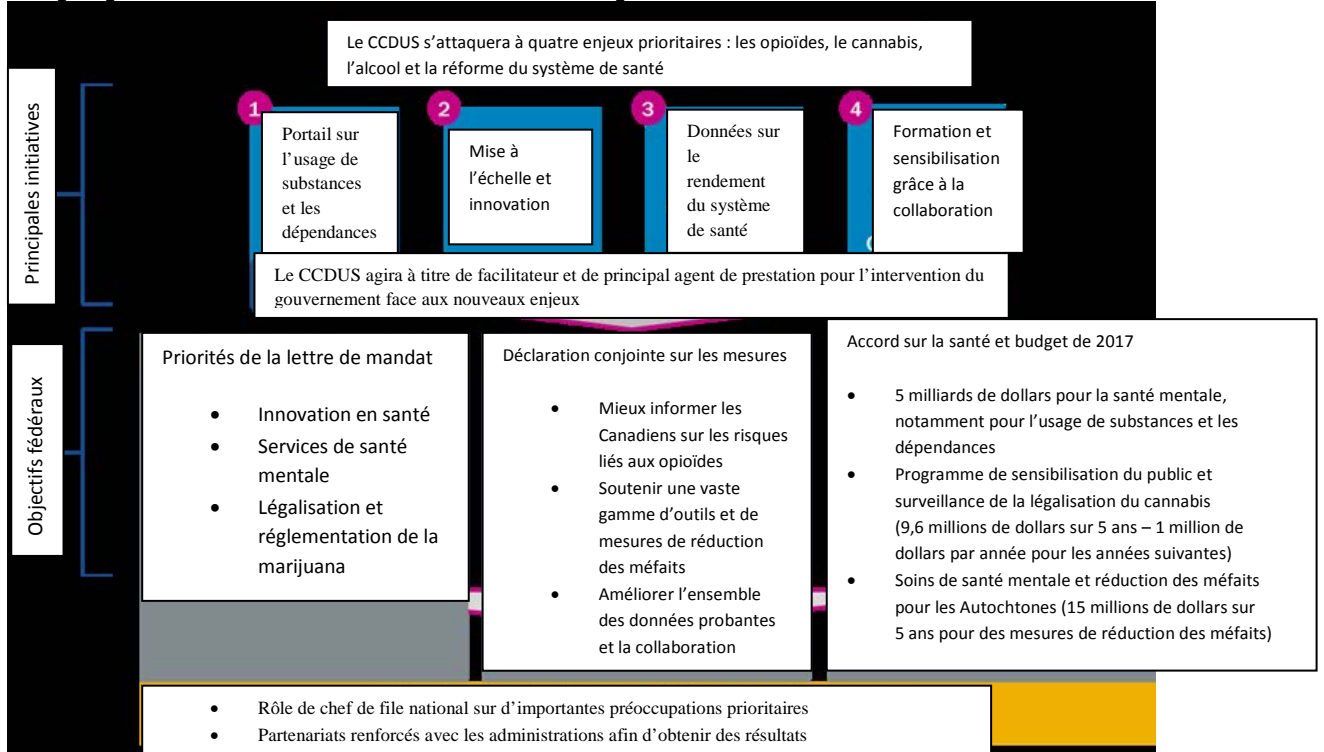 Le CCDUS s’attaquera à quatre enjeux prioritaires : les opioïdes, le cannabis,
l’alcool et la réforme du système de santé
Principales initiatives
1
Portail sur
l’usage de
substances
et les
dépendances
2
Mise à
l’échelle et
innovation
3
Données sur
le
rendement
du système
de santé
4
Formation et
sensibilisation
grâce à la
collaboration
Le CCDUS agira à titre de facilitateur et de principal agent de prestation pour l’intervention du
gouvernement face aux nouveaux enjeux
Objectifs fédéraux
Priorités de la lettre de mandat
• Innovation en santé
• Services de santé
mentale
• Légalisation et
réglementation de la
marijuana
Déclaration conjointe sur les mesures
• Mieux informer les
Canadiens sur les risques
liés aux opioïdes
• Soutenir une vaste
gamme d’outils et de
mesures de réduction
des méfaits
• Améliorer l’ensemble
des données probantes
et la collaboration
Accord sur la santé et budget de 2017
• 5 milliards de dollars pour la santé mentale,
notamment pour l’usage de substances et les
dépendances
• Programme de sensibilisation du public et
surveillance de la légalisation du cannabis
(9,6 millions de dollars sur 5 ans – 1 million de
dollars par année pour les années suivantes)
• Soins de santé mentale et réduction des méfaits
pour les Autochtones (15 millions de dollars sur
5 ans pour des mesures de réduction des méfaits)
• Rôle de chef de file national sur d’importantes préoccupations prioritaires
• Partenariats renforcés avec les administrations afin d’obtenir des résultats